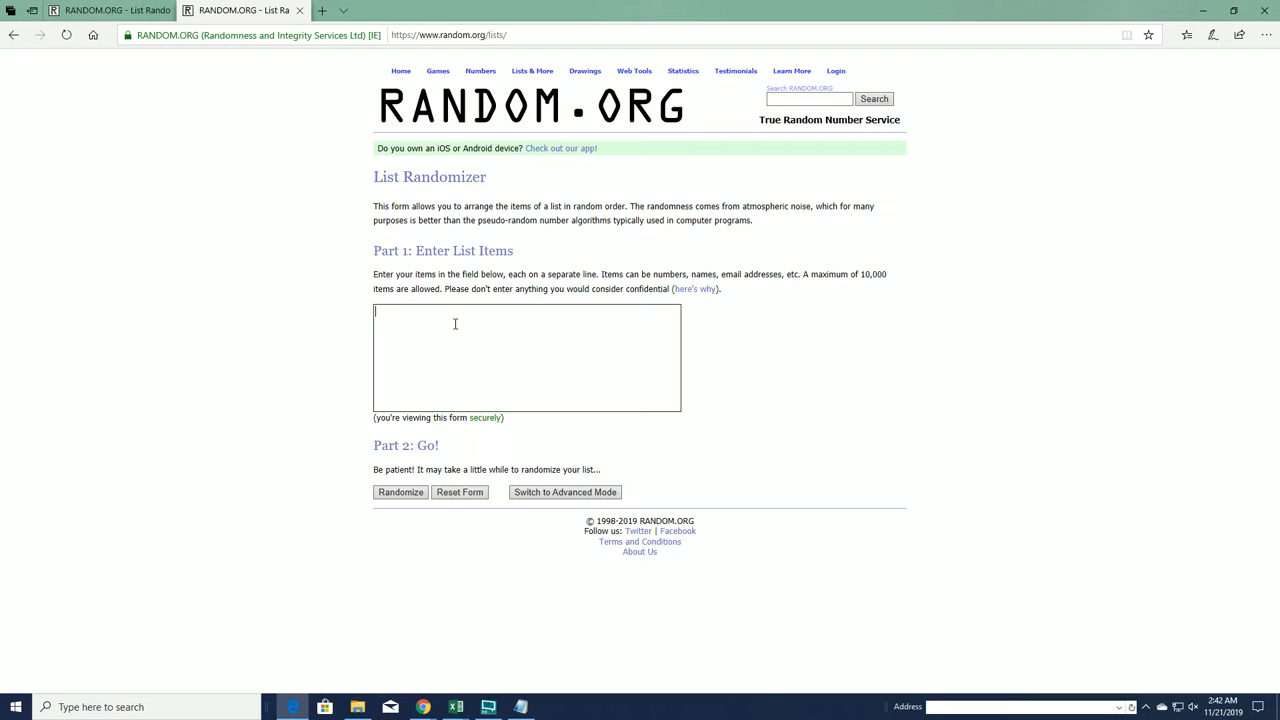 RANDOM.ORG - List Rando
RANDOM.ORG - List Ra
RANDOM.ORG (Randomness and Integrity Services Ltd) [IE]
https://www.random.org/lists/
Home Games Numbers Lists & More Drawings Web Tools Statistics Testimonials Learn More Login
RANDOM.ORG
Search RANDOM.ORG
Search
True Random Number Service
Do you own an iOS or Android device? Check out our app!
List Randomizer
This form allows you to arrange the items of a list in random order. The randomness comes from atmospheric noise, which for many
purposes is better than the pseudo-random number algorithms typically used in computer programs.
Part 1: Enter List Items
Enter your items in the field below, each on a separate line. Items can be numbers, names, email addresses, etc. A maximum of 10,000
items are allowed. Please don't enter anything you would consider confidential (here's why).
(you're viewing this form securely)
Part 2: Go!
Be patient! It may take a little while to randomize your list...
Randomize Reset Form Switch to Advanced Mode
© 1998-2019 RANDOM.ORG
Follow us: Twitter | Facebook
Terms and Conditions
About Us
Type here to search
Address
2:42 AM
11/21/2019